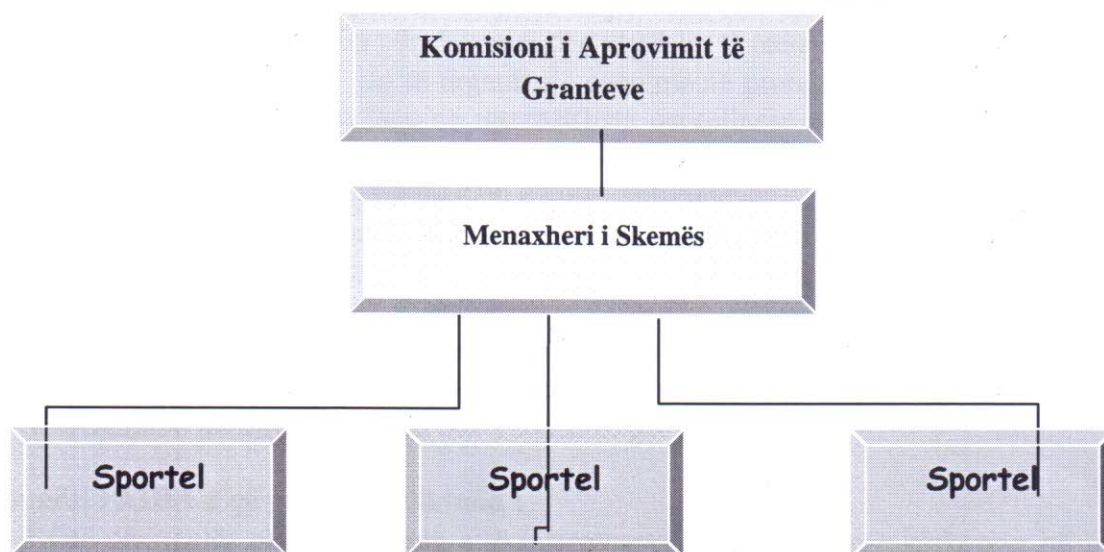 Komisioni i Aprovimit të
Granteve
Menaxheri i Skemës
Sportel
Sportel
Sportel